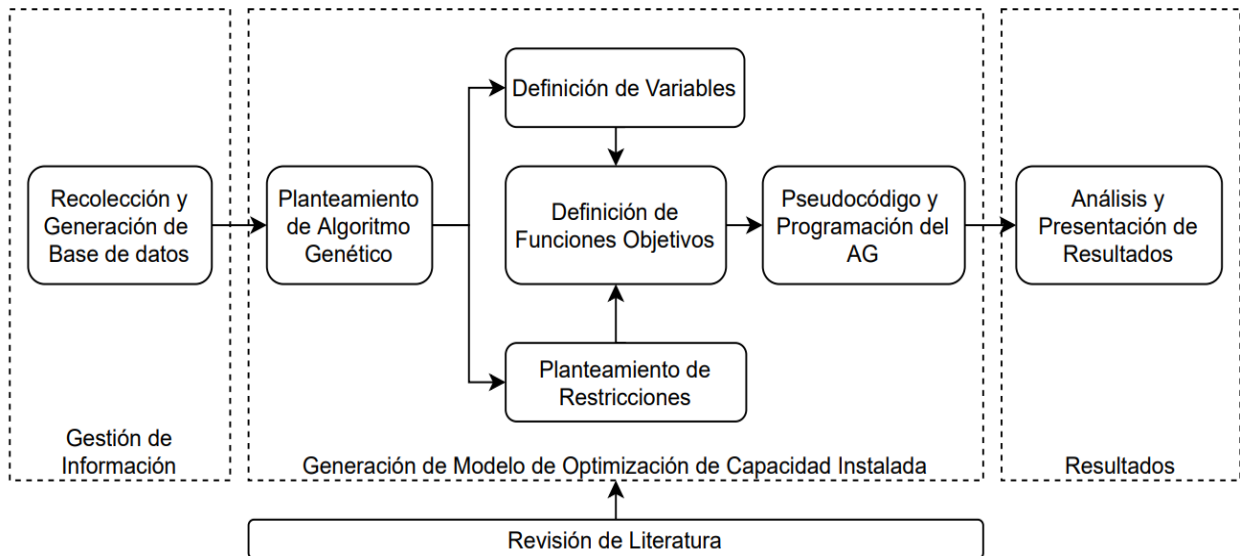 Definición de Variables
Recolección y
Generación de
Base de datos
Planteamiento
de Algoritmo
Genético
Definición de
Funciones Objetivos
Pseudocódigo y
Programación del
AG
Análisis y
Presentación de
Resultados
Planteamiento de
Restricciones
Gestión de
Información
Generación de Modelo de Optimización de Capacidad Instalada
Resultados
Revisión de Literatura